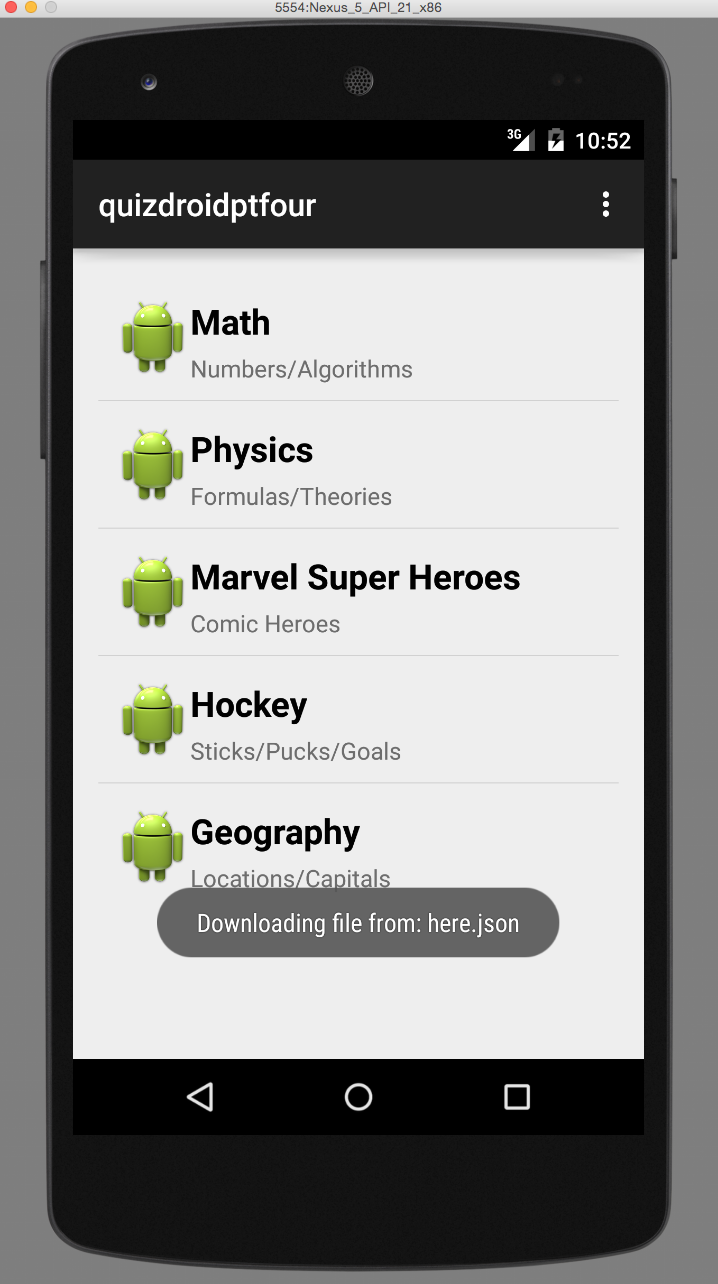 5554:Nexus_5_API_21_x86
3G 10:52
quizdroidptfour
Math
Numbers/Algorithms
Physics
Formulas/Theories
Marvel Super Heroes
Comic Heroes
Hockey
Sticks/Pucks/Goals
Geography
Locations/Capitals
Downloading file from: here.json